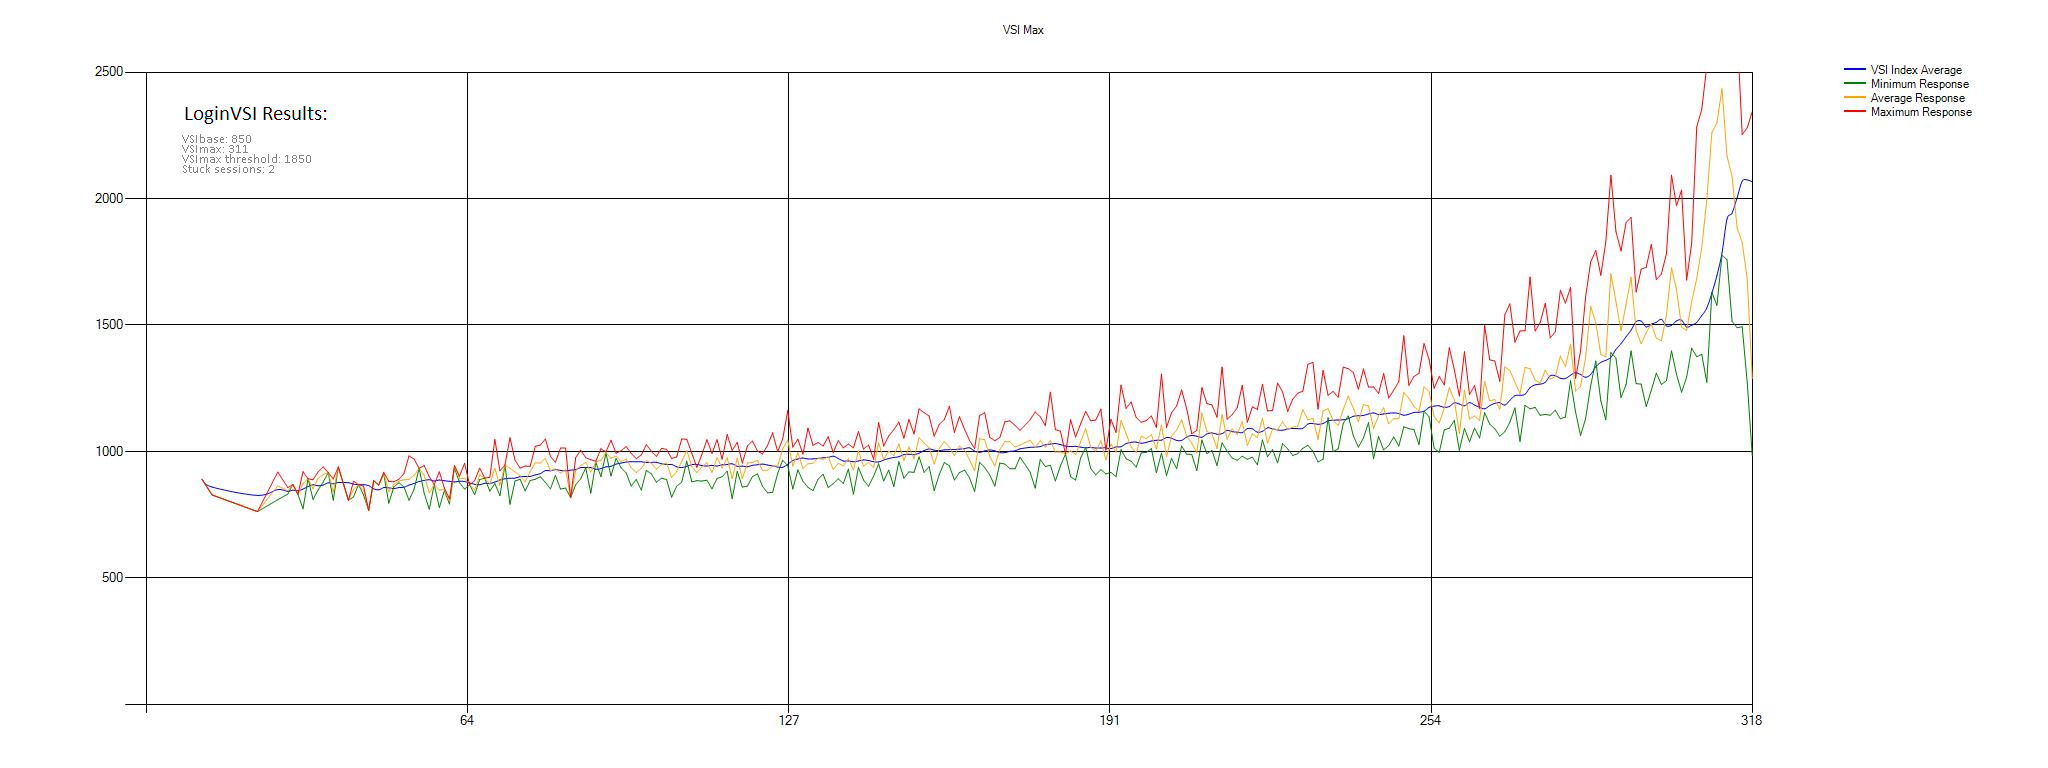 VSI Max
2500
2000
1500
1000
500
LoginVSI Results:
VSIbase: 850
VSImax: 311
VSImax threshold: 1850
Stuck sessions: 2
VSI Index Average
Minimum Response
Average Response
Maximum Response
64
127
191
254
318